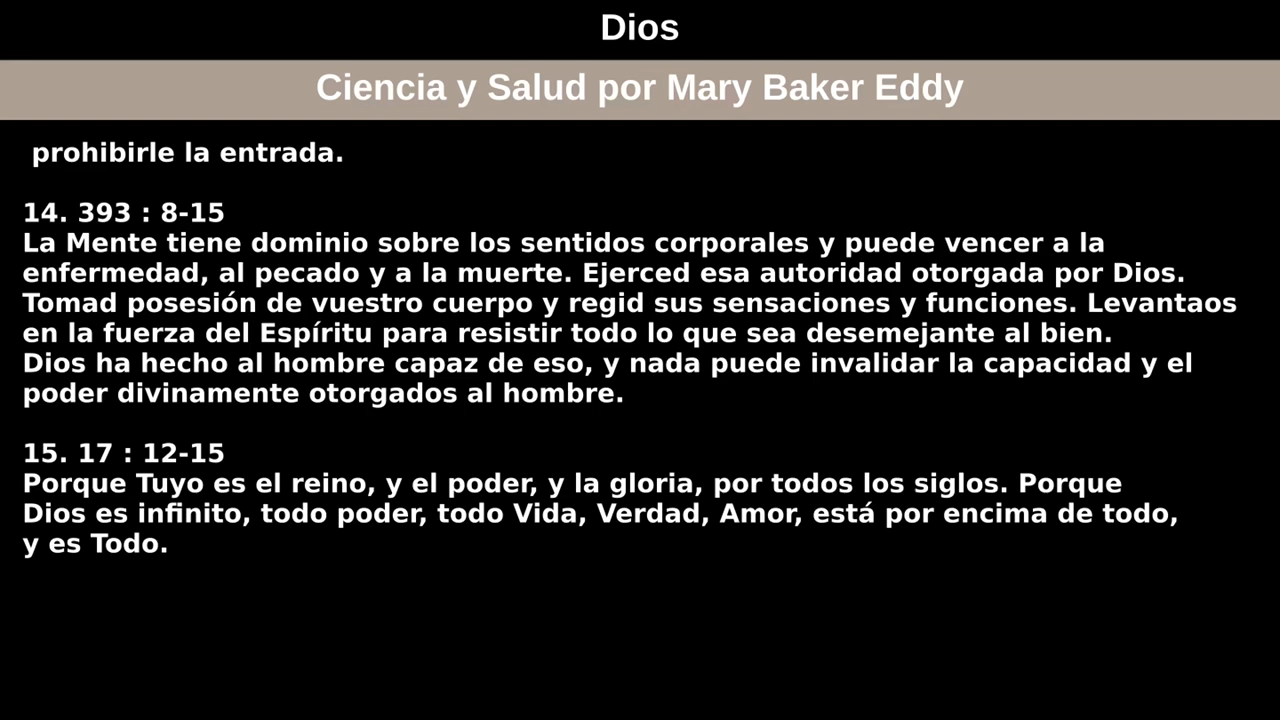 Dios
Ciencia y Salud por Mary Baker Eddy
prohibirle la entrada.
14. 393 : 8-15
La Mente tiene dominio sobre los sentidos corporales y puede vencer a la
enfermedad, al pecado y a la muerte. Ejerced esa autoridad otorgada por Dios.
Tomad posesión de vuestro cuerpo y regid sus sensaciones y funciones. Levantaos
en la fuerza del Espíritu para resistir todo lo que sea desemejante al bien.
Dios ha hecho al hombre capaz de eso, y nada puede invalidar la capacidad y el
poder divinamente otorgados al hombre.
15. 17 : 12-15
Porque Tuyo es el reino, y el poder, y la gloria, por todos los siglos. Porque
Dios es infinito, todo poder, todo Vida, Verdad, Amor, está por encima de todo,
y es Todo.